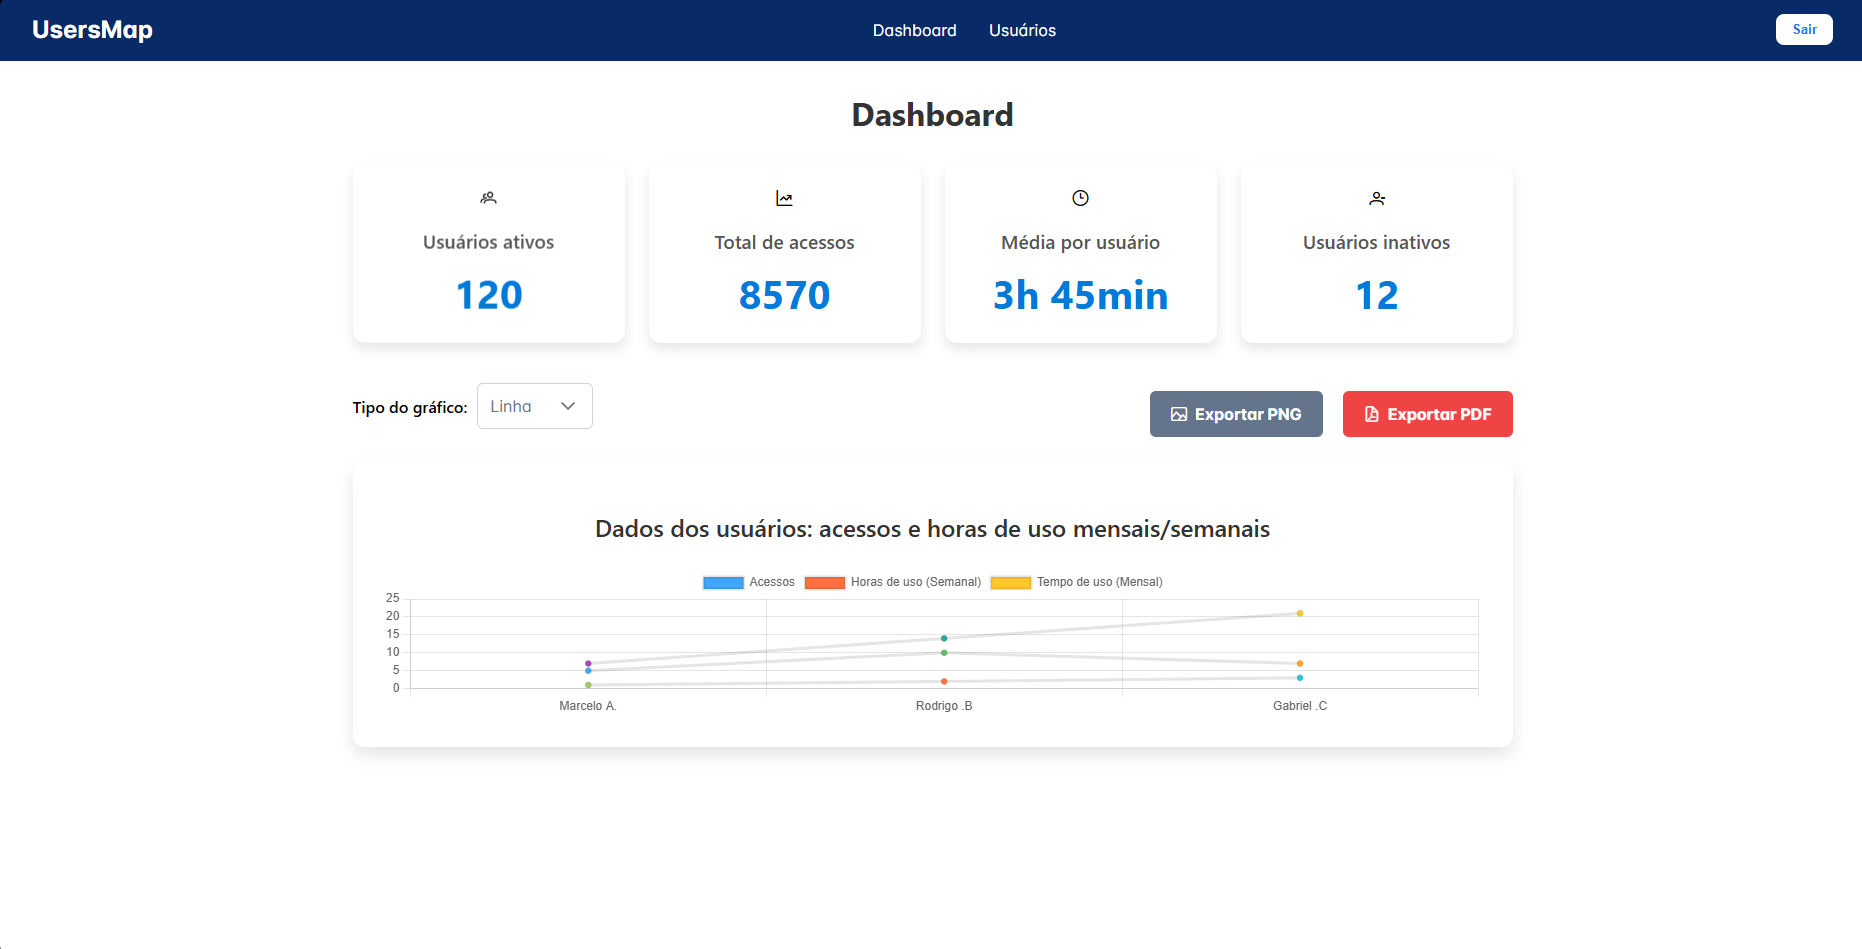 UsersMap
Dashboard
Usuários
Sair
Dashboard
Usuários ativos
120
Total de acessos
8570
Média por usuário
3h 45min
Usuários inativos
12
Tipo do gráfico:
Linha
Exportar PNG
Exportar PDF
Dados dos usuários: acessos e horas de uso mensais/semanais
Acessos
Horas de uso (Semanal)
Tempo de uso (Mensal)
25
20
15
10
5
0
Marcelo A.
Rodrigo .B
Gabriel .C